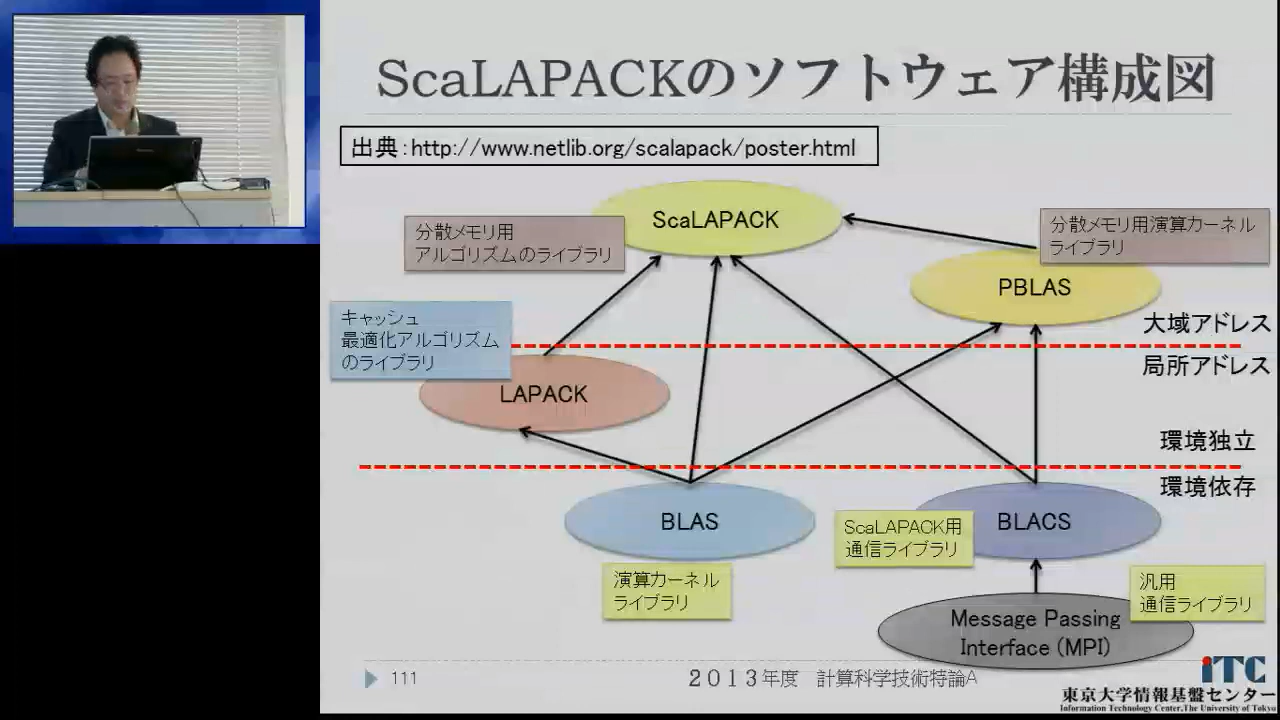 ScaLAPACKのソフトウェア構成図
出典：http://www.netlib.org/scalapack/poster.html
ScaLAPACK
分散メモリ用
アルゴリズムのライブラリ
分散メモリ用演算カーネル
ライブラリ
PBLAS
キャッシュ
最適化アルゴリズム
のライブラリ
大域アドレス
局所アドレス
LAPACK
環境独立
環境依存
BLAS
ScaLAPACK用
通信ライブラリ
BLACS
演算カーネル
ライブラリ
汎用
通信ライブラリ
Message Passing
Interface (MPI)
111
２０１３年度　計算科学技術特論A
iTC
東京大学情報基盤センター
Information Technology Center,The University of Tokyo